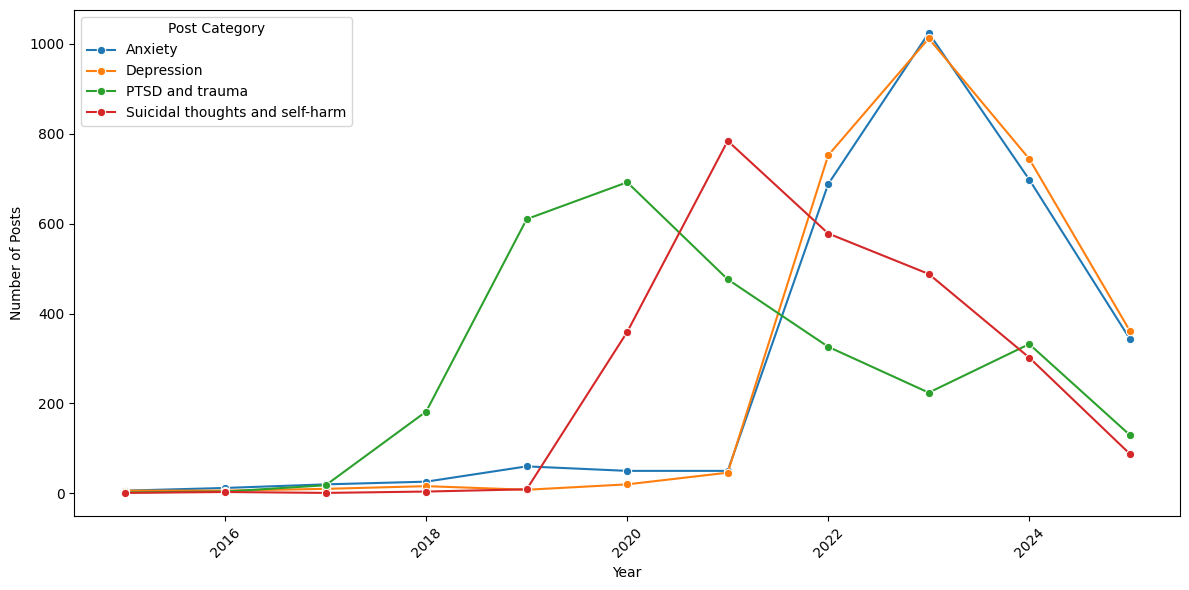 Post Category
Anxiety
Depression
PTSD and trauma
Suicidal thoughts and self-harm
Number of Posts
1000
800
600
400
200
0
2016
2018
2020
2022
2024
Year